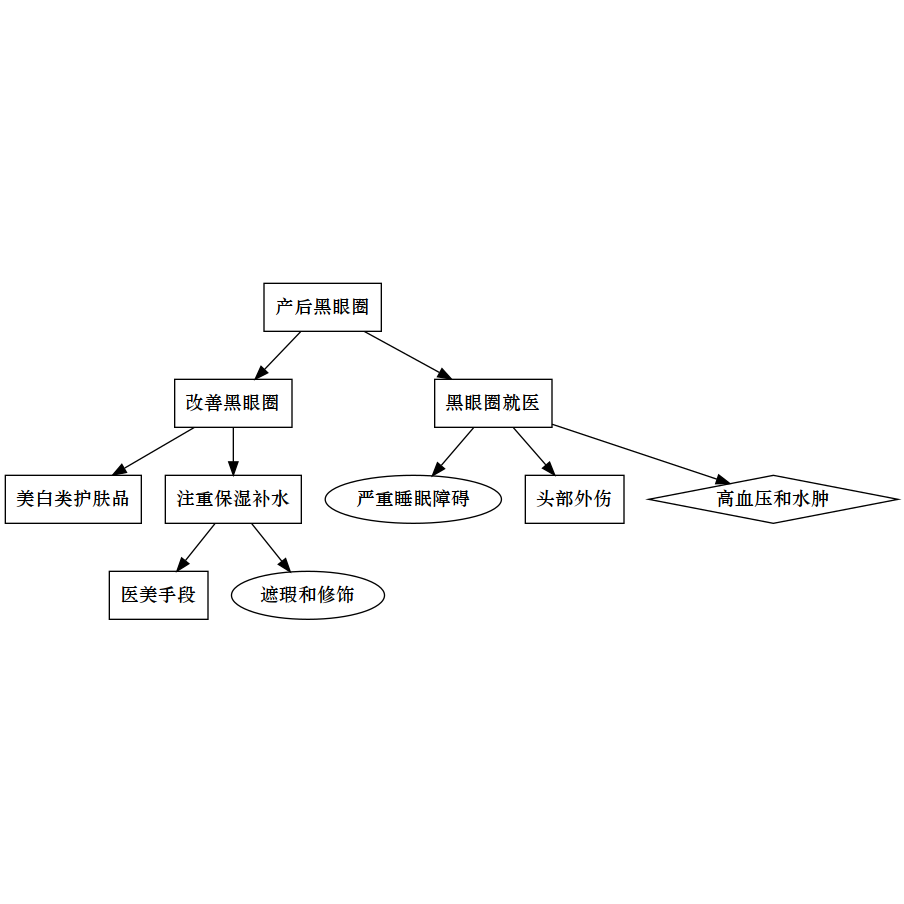 产后黑眼圈
改善黑眼圈
黑眼圈就医
美白类护肤品
注重保湿补水
严重睡眠障碍
头部外伤
高血压和水肿
医美手段
遮瑕和修饰